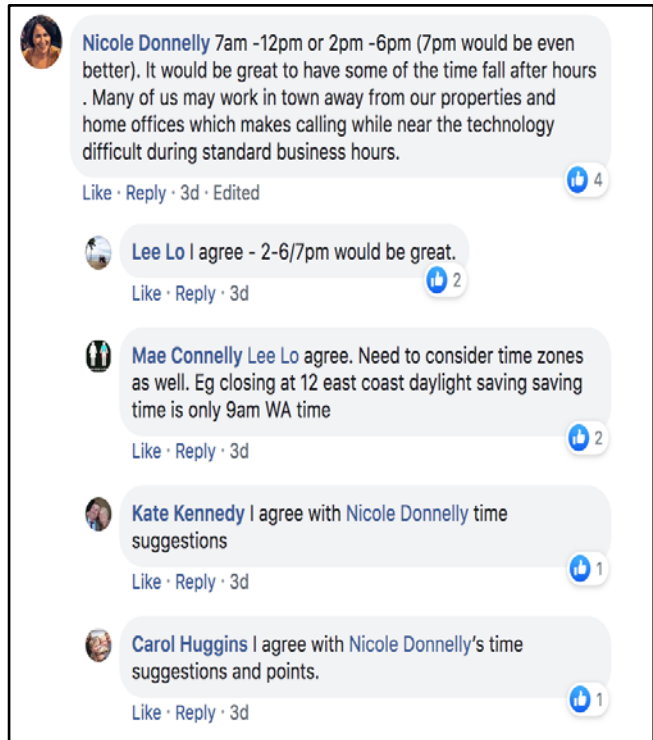 Nicole Donnelly 7am -12pm or 2pm -6pm (7pm would be even
better). It would be great to have some of the time fall after hours
. Many of us may work in town away from our properties and
home offices which makes calling while near the technology
difficult during standard business hours.
4
Like · Reply · 3d · Edited
Lee Lo I agree - 2-6/7pm would be great.
2
Like · Reply · 3d
Mae Connelly Lee Lo agree. Need to consider time zones
as well. Eg closing at 12 east coast daylight saving saving
time is only 9am WA time
2
Like · Reply · 3d
Kate Kennedy I agree with Nicole Donnelly time
suggestions
1
Like · Reply · 3d
Carol Huggins I agree with Nicole Donnelly's time
suggestions and points.
1
Like · Reply · 3d